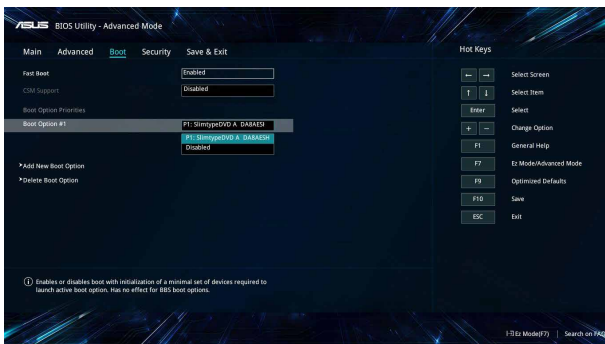 ASUS BIOS Utility - Advanced Mode
Main Advanced Boot Security Save & Exit
Hot Keys
Fast Boot Enabled
CSM Support Disabled
Boot Option Priorities
Boot Option #1 P1: SlimtypeDVD A DA8AESH
P1: SlimtypeDVD A DA8AESH
Disabled
>Add New Boot Option
>Delete Boot Option
← → Select Screen
↑ ↓ Select Item
Enter Select
+ - Change Option
F1 General Help
F7 Ez Mode/Advanced Mode
F9 Optimized Defaults
F10 Save
ESC Exit
Enables or disables boot with initialization of a minimal set of devices required to
launch active boot option. Has no effect for BBS boot options.
Ez Mode(F7) | Search on FAQ